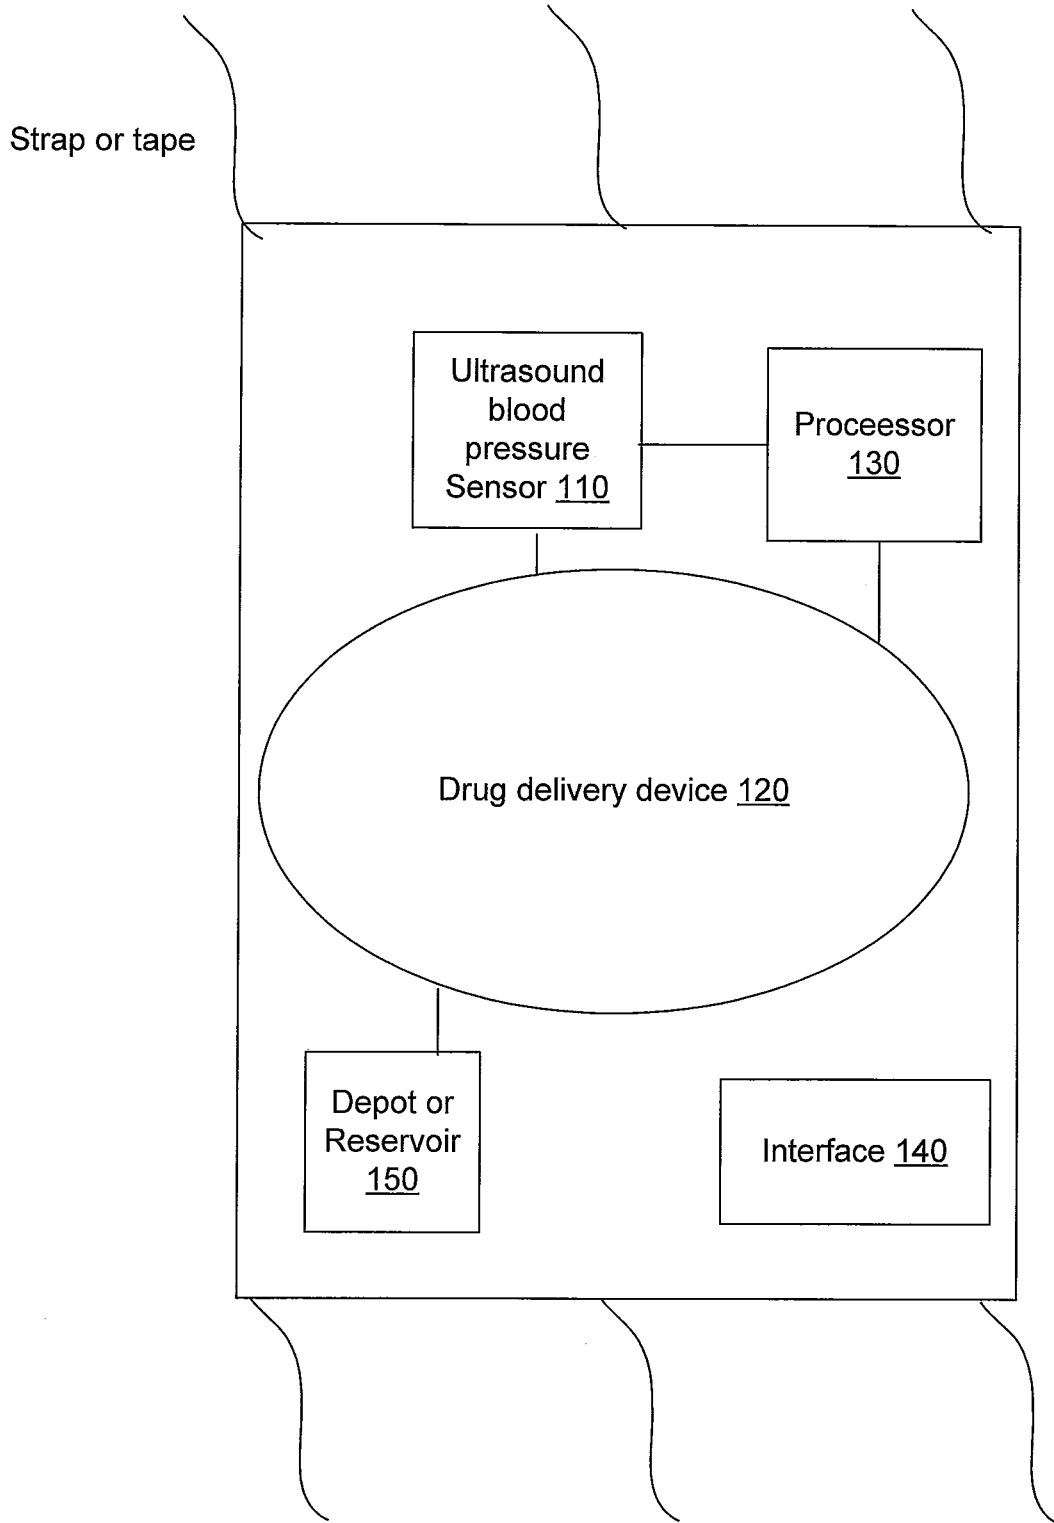 Strap or tape
Ultrasound
blood
pressure
Sensor 110
Proceessor
130
Drug delivery device 120
Depot or
Reservoir
150
Interface 140